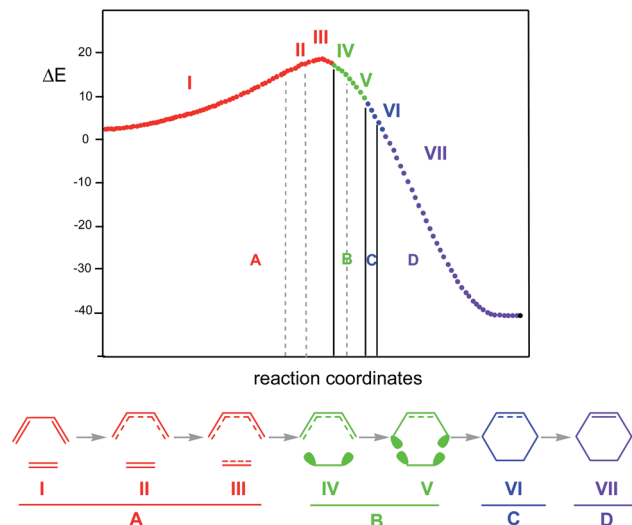 III
20
II
IV
ΔE
I
V
10
VI
0
VII
-10
-20
A
B
C
D
-30
-40
reaction coordinates
I
II
III
IV
V
VI
VII
A
B
C
D